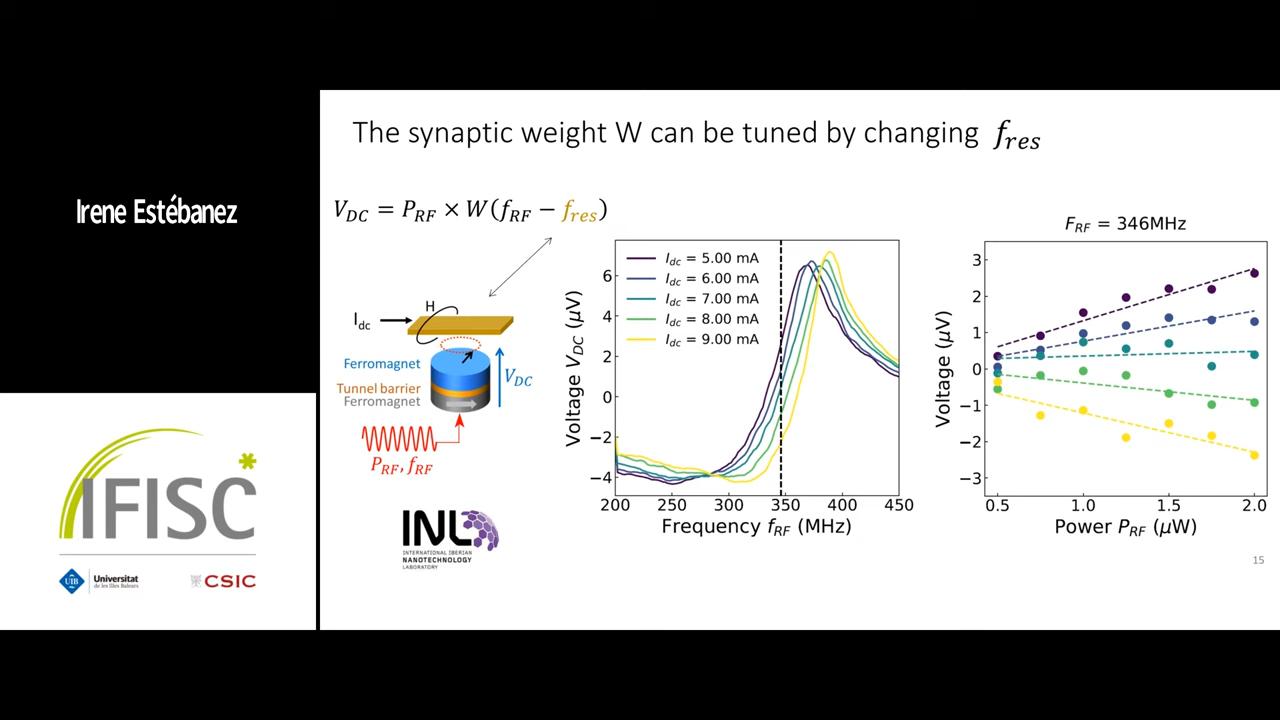 Irene Estébanez
IFISC
UIB Universitat
de les Illes Balears
CSIC
The synaptic weight W can be tuned by changing f_res
V_DC = P_RF × W(f_RF − f_res)
H
I_dc
Ferromagnet
Tunnel barrier
Ferromagnet
V_DC
P_RF, f_RF
INL
INTERNATIONAL IBERIAN
NANOTECHNOLOGY
LABORATORY
I_dc = 5.00 mA
I_dc = 6.00 mA
I_dc = 7.00 mA
I_dc = 8.00 mA
I_dc = 9.00 mA
Voltage V_DC (μV)
6
4
2
0
−2
−4
200 250 300 350 400 450
Frequency f_RF (MHz)
F_RF = 346MHz
Voltage (μV)
3
2
1
0
−1
−2
−3
0.5 1.0 1.5 2.0
Power P_RF (μW)
15